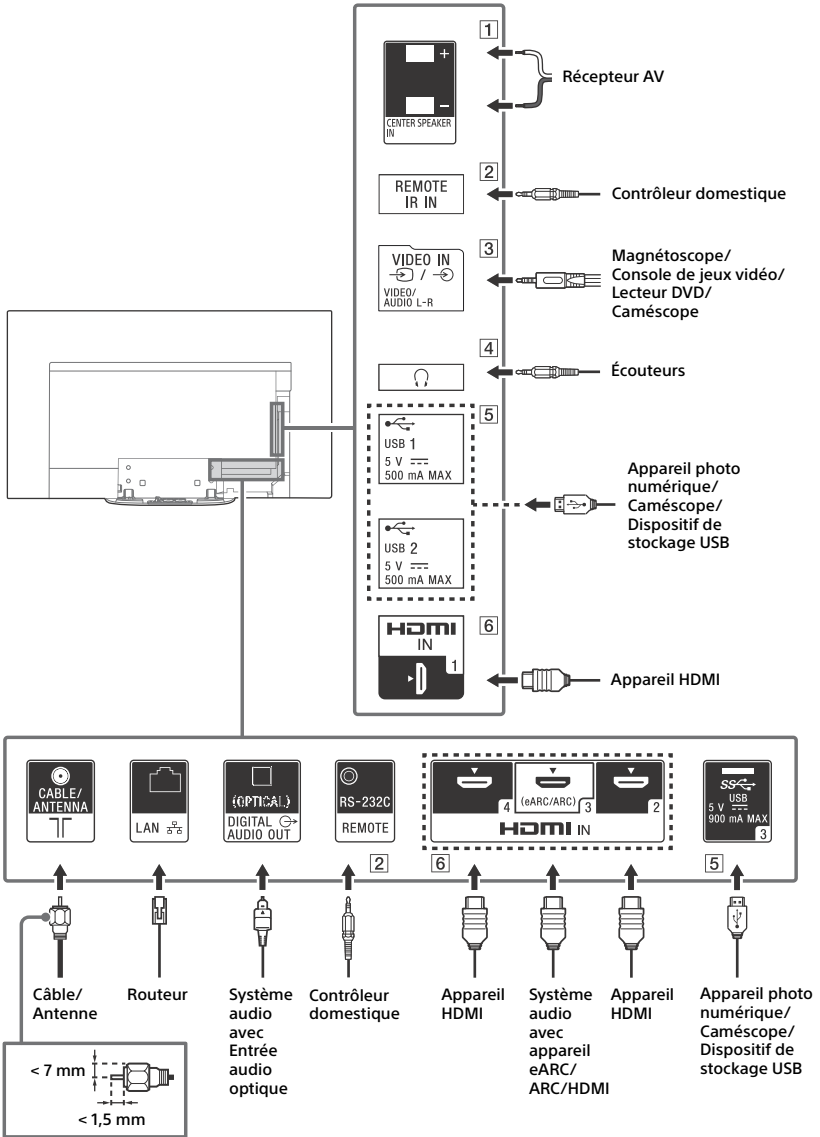 1
+
–
CENTER SPEAKER
IN
Récepteur AV
2
REMOTE
IR IN
Contrôleur domestique
3
VIDEO IN
/
VIDEO/
AUDIO L-R
Magnétoscope/
Console de jeux vidéo/
Lecteur DVD/
Caméscope
4
Écouteurs
5
USB 1
5 V
500 mA MAX
USB 2
5 V
500 mA MAX
Appareil photo
numérique/
Caméscope/
Dispositif de
stockage USB
6
HDMI
IN
1
Appareil HDMI
CABLE/
ANTENNA
LAN
(OPTICAL)
DIGITAL
AUDIO OUT
RS-232C
REMOTE
2
4
(eARC/ARC) 3
2
HDMI IN
6
SS
USB
5 V
900 mA MAX
3
5
Câble/
Antenne
Routeur
Système
audio
avec
Entrée
audio
optique
Contrôleur
domestique
Appareil
HDMI
Système
audio
avec
appareil
eARC/
ARC/HDMI
Appareil
HDMI
Appareil photo
numérique/
Caméscope/
Dispositif de
stockage USB
< 7 mm
< 1,5 mm